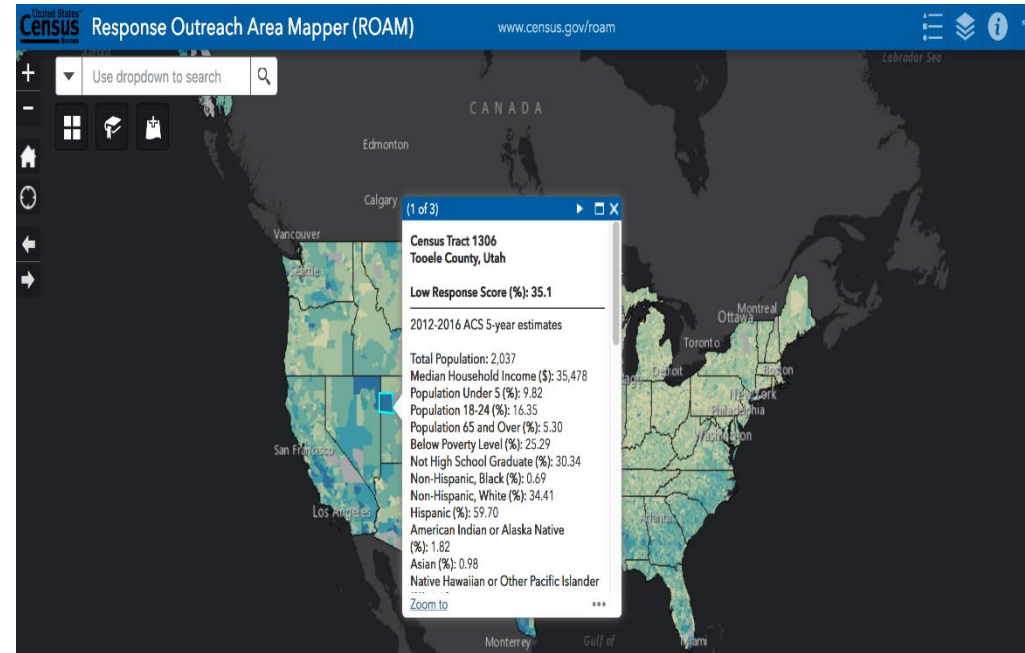 United States
Census
Bureau
Response Outreach Area Mapper (ROAM)
www.census.gov/roam
Labrador Sea
Use dropdown to search
CANADA
Edmonton
Calgary
Vancouver
Seattle
(1 of 3)
Census Tract 1306
Tooele County, Utah
Low Response Score (%): 35.1
2012-2016 ACS 5-year estimates
Total Population: 2,037
Median Household Income ($): 35,478
Population Under 5 (%): 9.82
Population 18-24 (%): 16.35
Population 65 and Over (%): 5.30
Below Poverty Level (%): 25.29
Not High School Graduate (%): 30.34
Non-Hispanic, Black (%): 0.69
Non-Hispanic, White (%): 34.41
Hispanic (%): 59.70
American Indian or Alaska Native
(%): 1.82
Asian (%): 0.98
Native Hawaiian or Other Pacific Islander
Zoom to
Montreal
Ottawa
Toronto
Detroit
Boston
New York
Philadelphia
Washington
San Francisco
Los Angeles
Atlanta
Monterrey
Gulf of
Miami